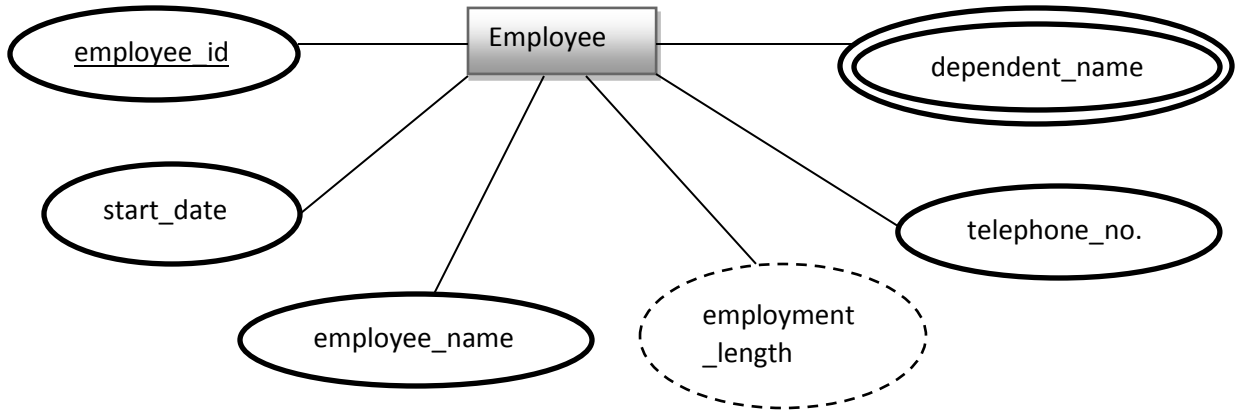 employee_id
Employee
dependent_name
start_date
telephone_no.
employee_name
employment
_length